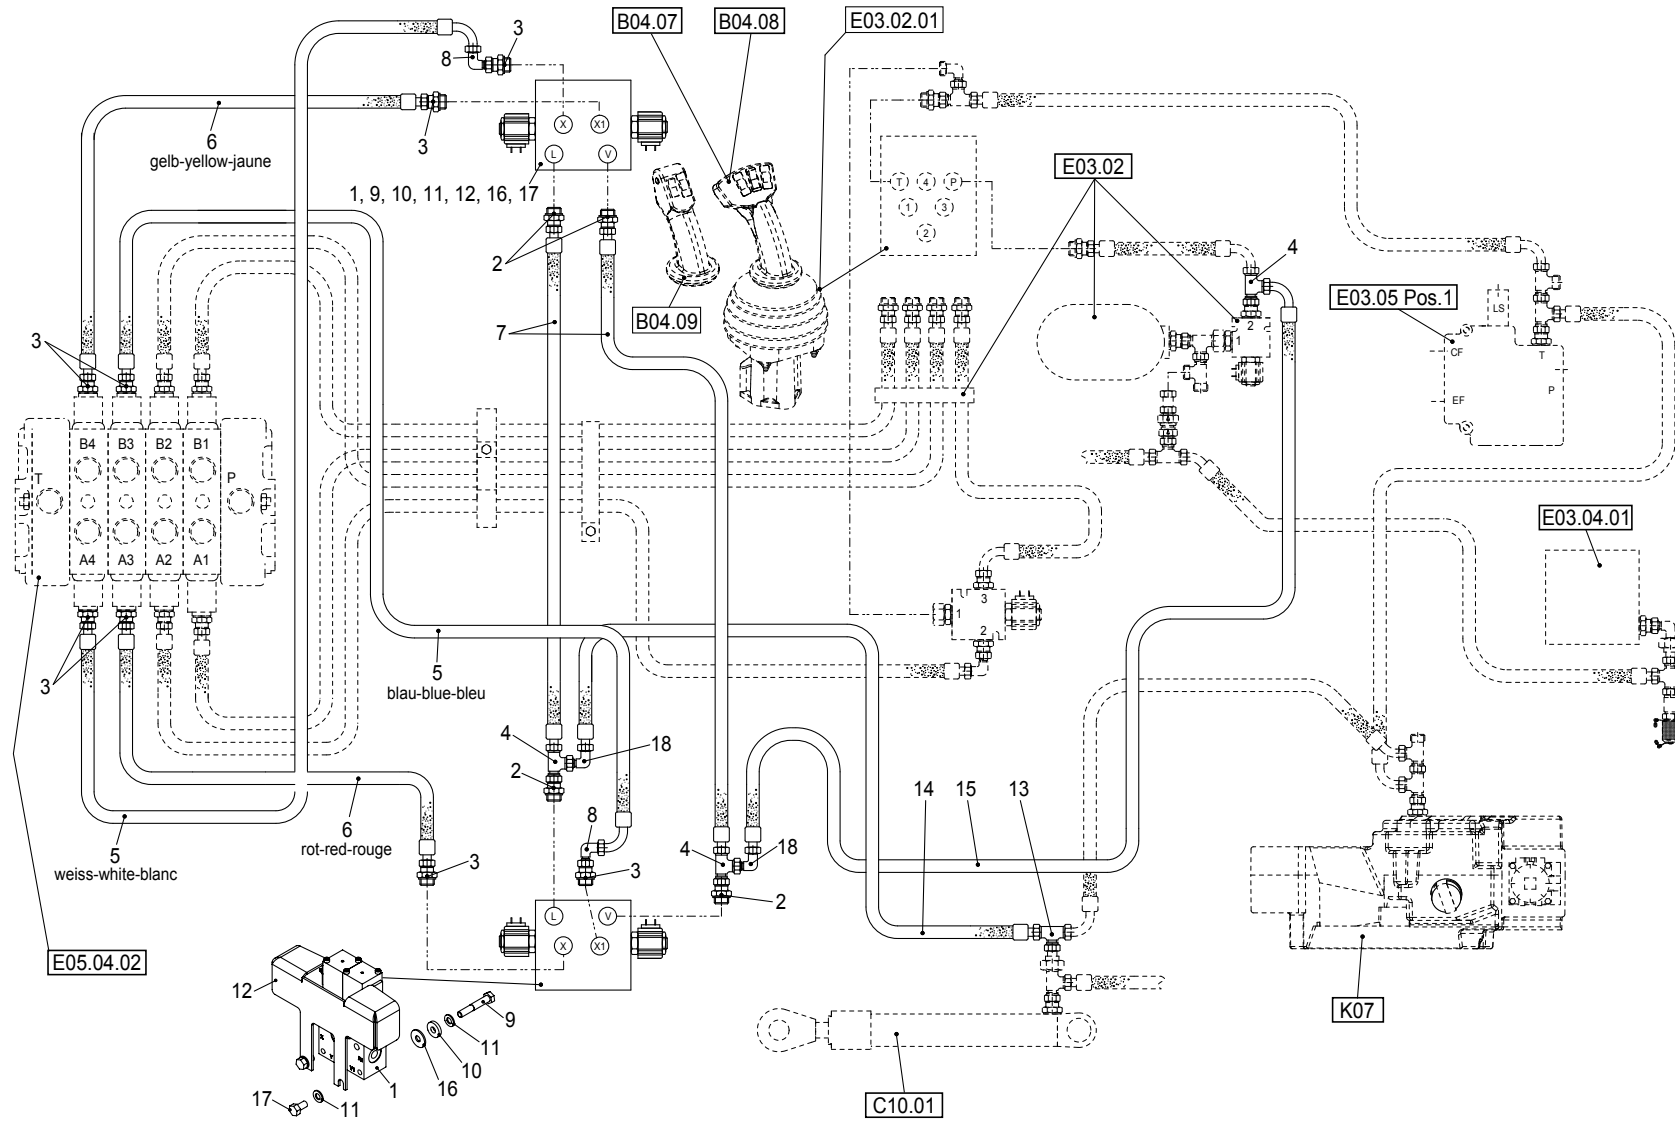 B04.07
B04.08
E03.02.01
3
8
6
gelb-yellow-jaune
3
X
X1
L
V
1, 9, 10, 11, 12, 16, 17
T
4
P
1
3
2
E03.02
4
2
B04.09
E03.05 Pos.1
LS
CF
T
EF
P
2
1
7
3
B4
B3
B2
B1
T
P
A4
A3
A2
A1
E03.04.01
3
1
2
3
5
blau-blue-bleu
4
18
2
14
15
13
5
weiss-white-blanc
6
rot-red-rouge
8
4
18
3
3
2
L
V
X
X1
E05.04.02
12
9
11
10
16
1
17
11
K07
C10.01